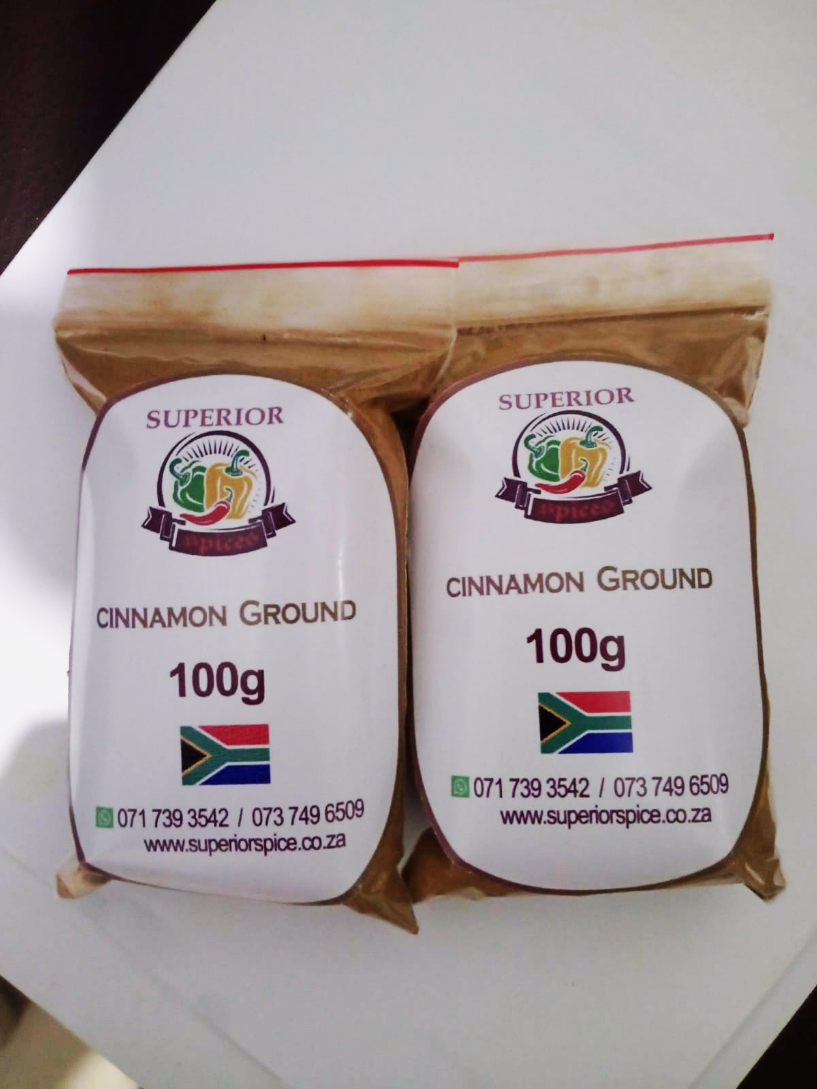 SUPERIOR
spices
CINNAMON GROUND
100g
071 739 3542 / 073 749 6509
www.superiorspice.co.za
SUPERIOR
spices
CINNAMON GROUND
100g
071 739 3542 / 073 749 6509
www.superiorspice.co.za